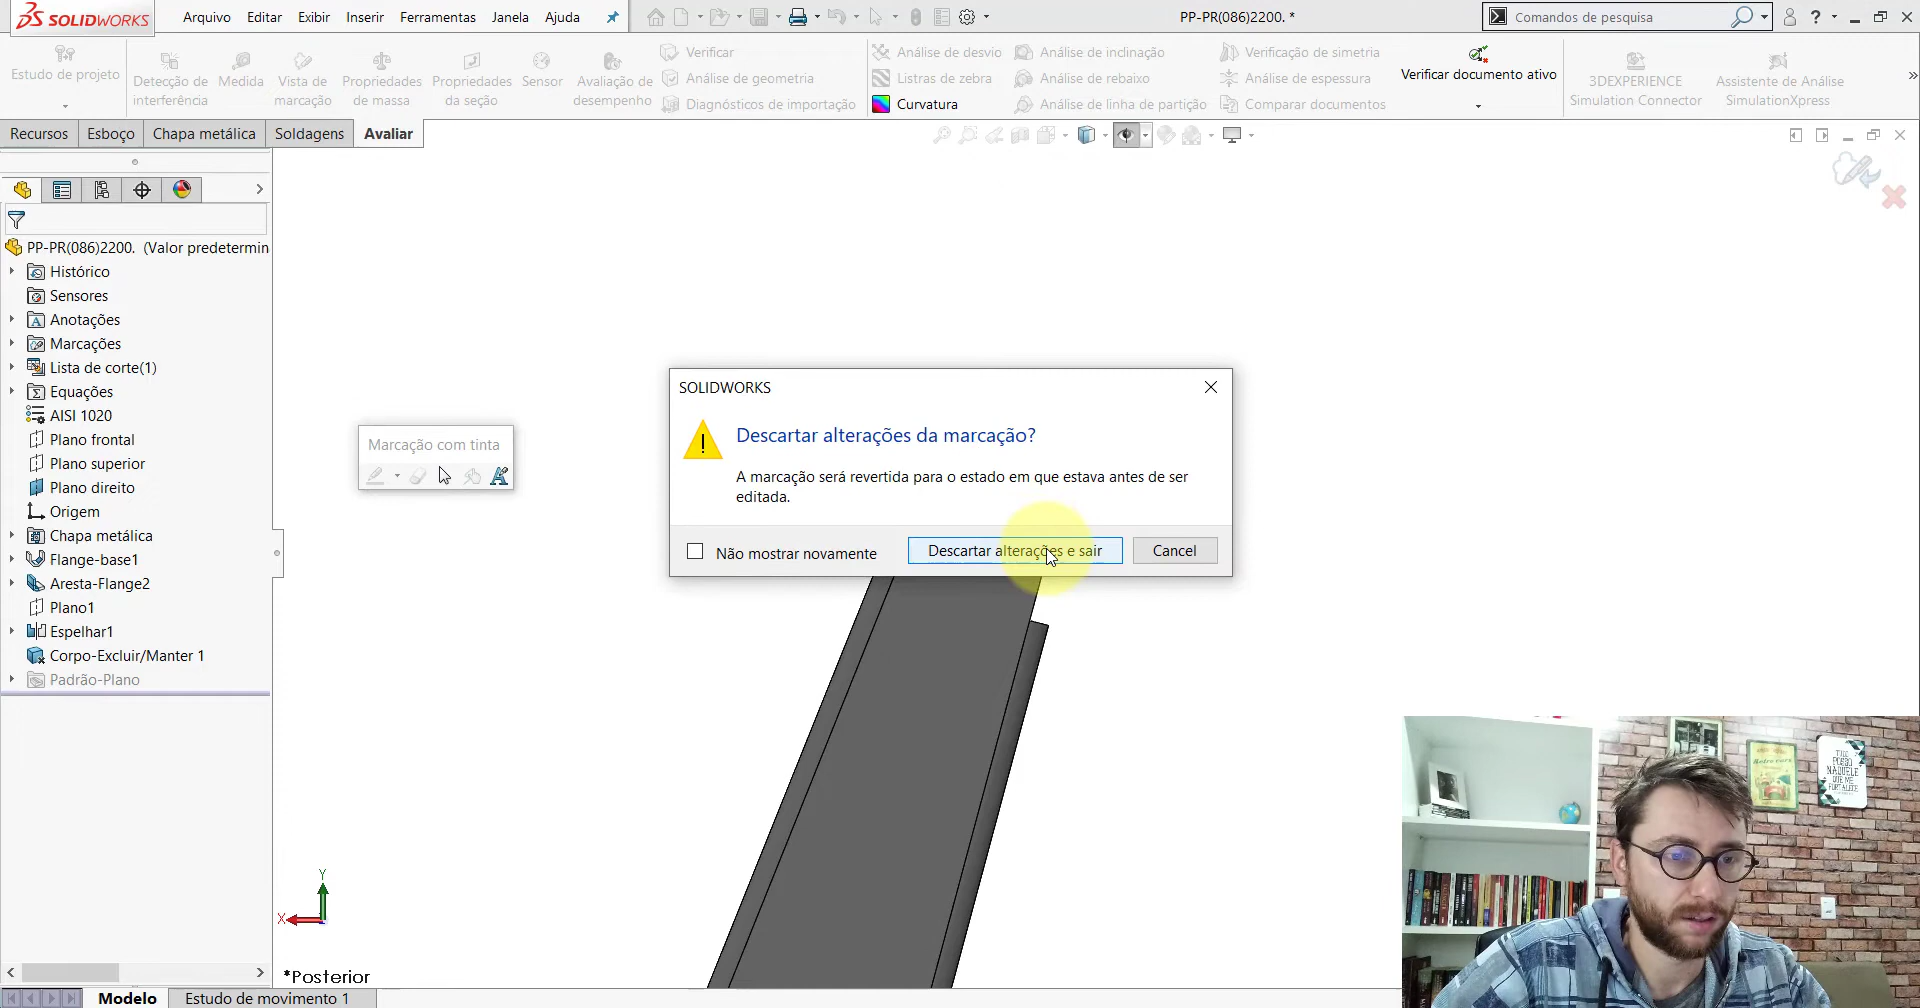 SOLIDWORKS
Arquivo Editar Exibir Inserir Ferramentas Janela Ajuda
PP-PR(086)2200. *
Comandos de pesquisa
Estudo de projeto
Detecção de interferência
Medida
Vista de marcação
Propriedades de massa
Propriedades da seção
Sensor
Avaliação de desempenho
Verificar
Análise de geometria
Diagnósticos de importação
Análise de desvio
Listras de zebra
Curvatura
Análise de inclinação
Análise de rebaixo
Análise de linha de partição
Verificação de simetria
Análise de espessura
Comparar documentos
Verificar documento ativo
3DEXPERIENCE
Simulation Connector
Assistente de Análise
SimulationXpress
Recursos Esboço Chapa metálica Soldagens Avaliar
PP-PR(086)2200. (Valor predetermin
Histórico
Sensores
Anotações
Marcações
Lista de corte(1)
Equações
AISI 1020
Plano frontal
Plano superior
Plano direito
Origem
Chapa metálica
Flange-base1
Aresta-Flange2
Plano1
Espelhar1
Corpo-Excluir/Manter 1
Padrão-Plano
Marcação com tinta
SOLIDWORKS
Descartar alterações da marcação?
A marcação será revertida para o estado em que estava antes de ser
editada.
Não mostrar novamente
Descartar alterações e sair
Cancel
Y
X
*Posterior
Modelo Estudo de movimento 1
POSSO
NAQUELE
QUE ME
FORTALECE